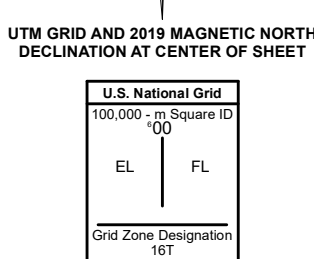 UTM GRID AND 2019 MAGNETIC NORTH
DECLINATION AT CENTER OF SHEET
U.S. National Grid
100,000 - m Square ID
⁶00
EL FL
Grid Zone Designation
16T